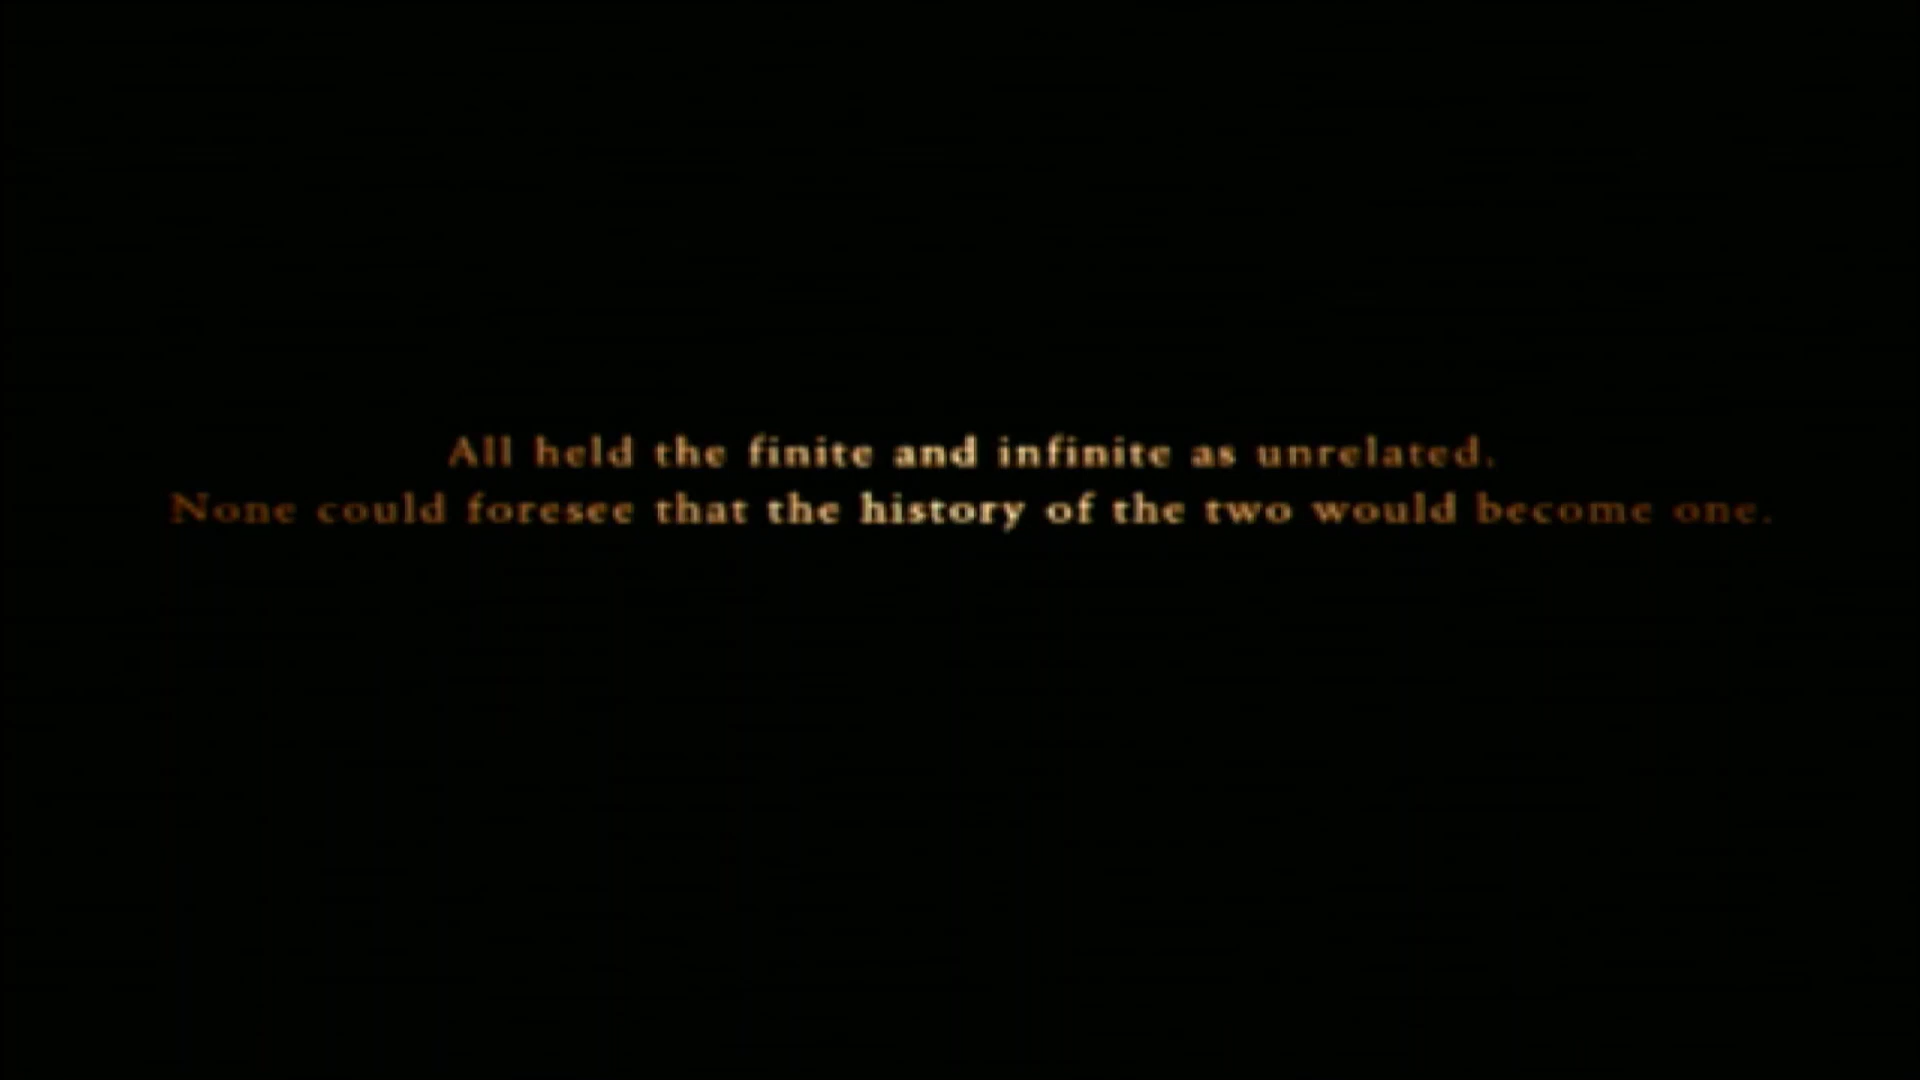 All held the finite and infinite as unrelated.
None could foresee that the history of the two would become one.